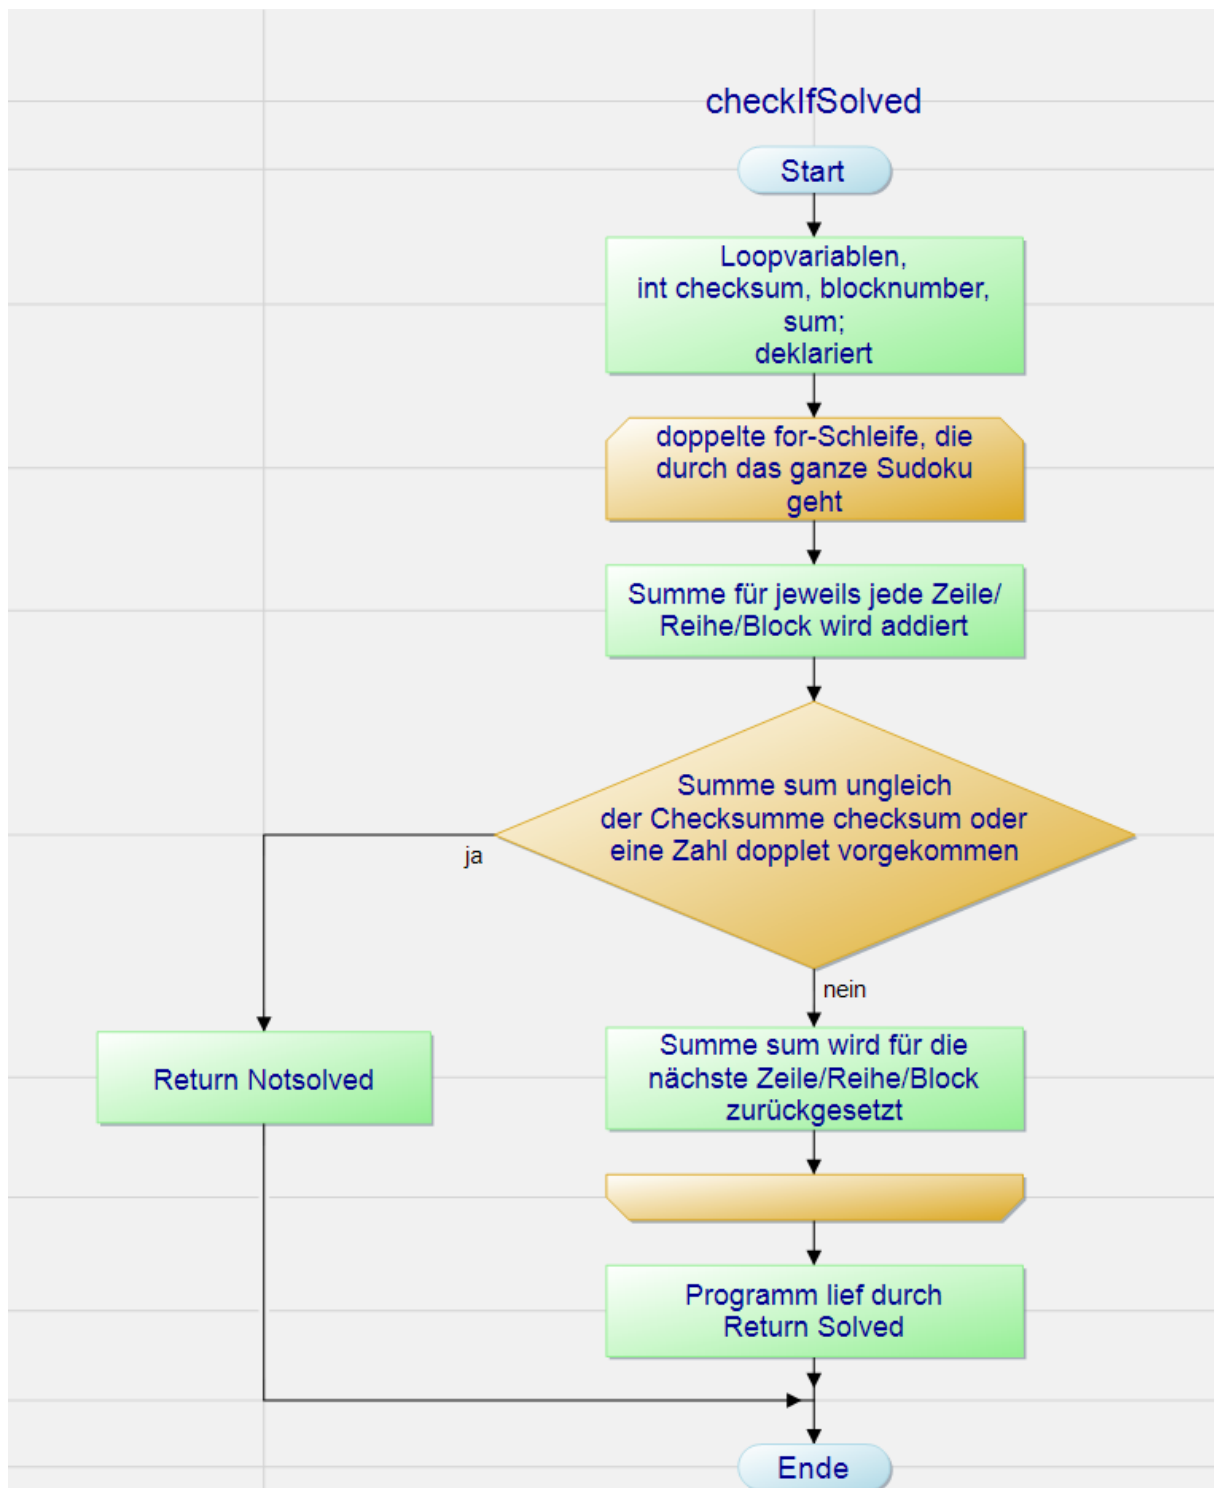 checkIfSolved
Start
Loopvariablen,
int checksum, blocknumber,
sum;
deklariert
doppelte for-Schleife, die
durch das ganze Sudoku
geht
Summe für jeweils jede Zeile/
Reihe/Block wird addiert
Summe sum ungleich
der Checksumme checksum oder
eine Zahl dopplet vorgekommen
ja
nein
Return Notsolved
Summe sum wird für die
nächste Zeile/Reihe/Block
zurückgesetzt
Programm lief durch
Return Solved
Ende